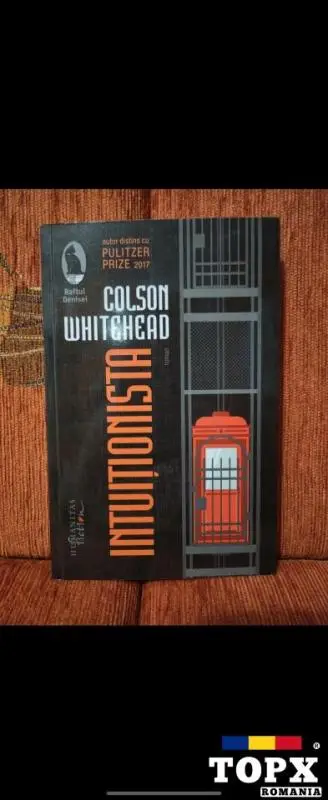 autor distins cu
PULITZER
PRIZE 2017
Raftul
Denisei
COLSON
WHITEHEAD
INTUIȚIONISTA
roman
HUMANITAS
fiction
TOPX
®
ROMANIA